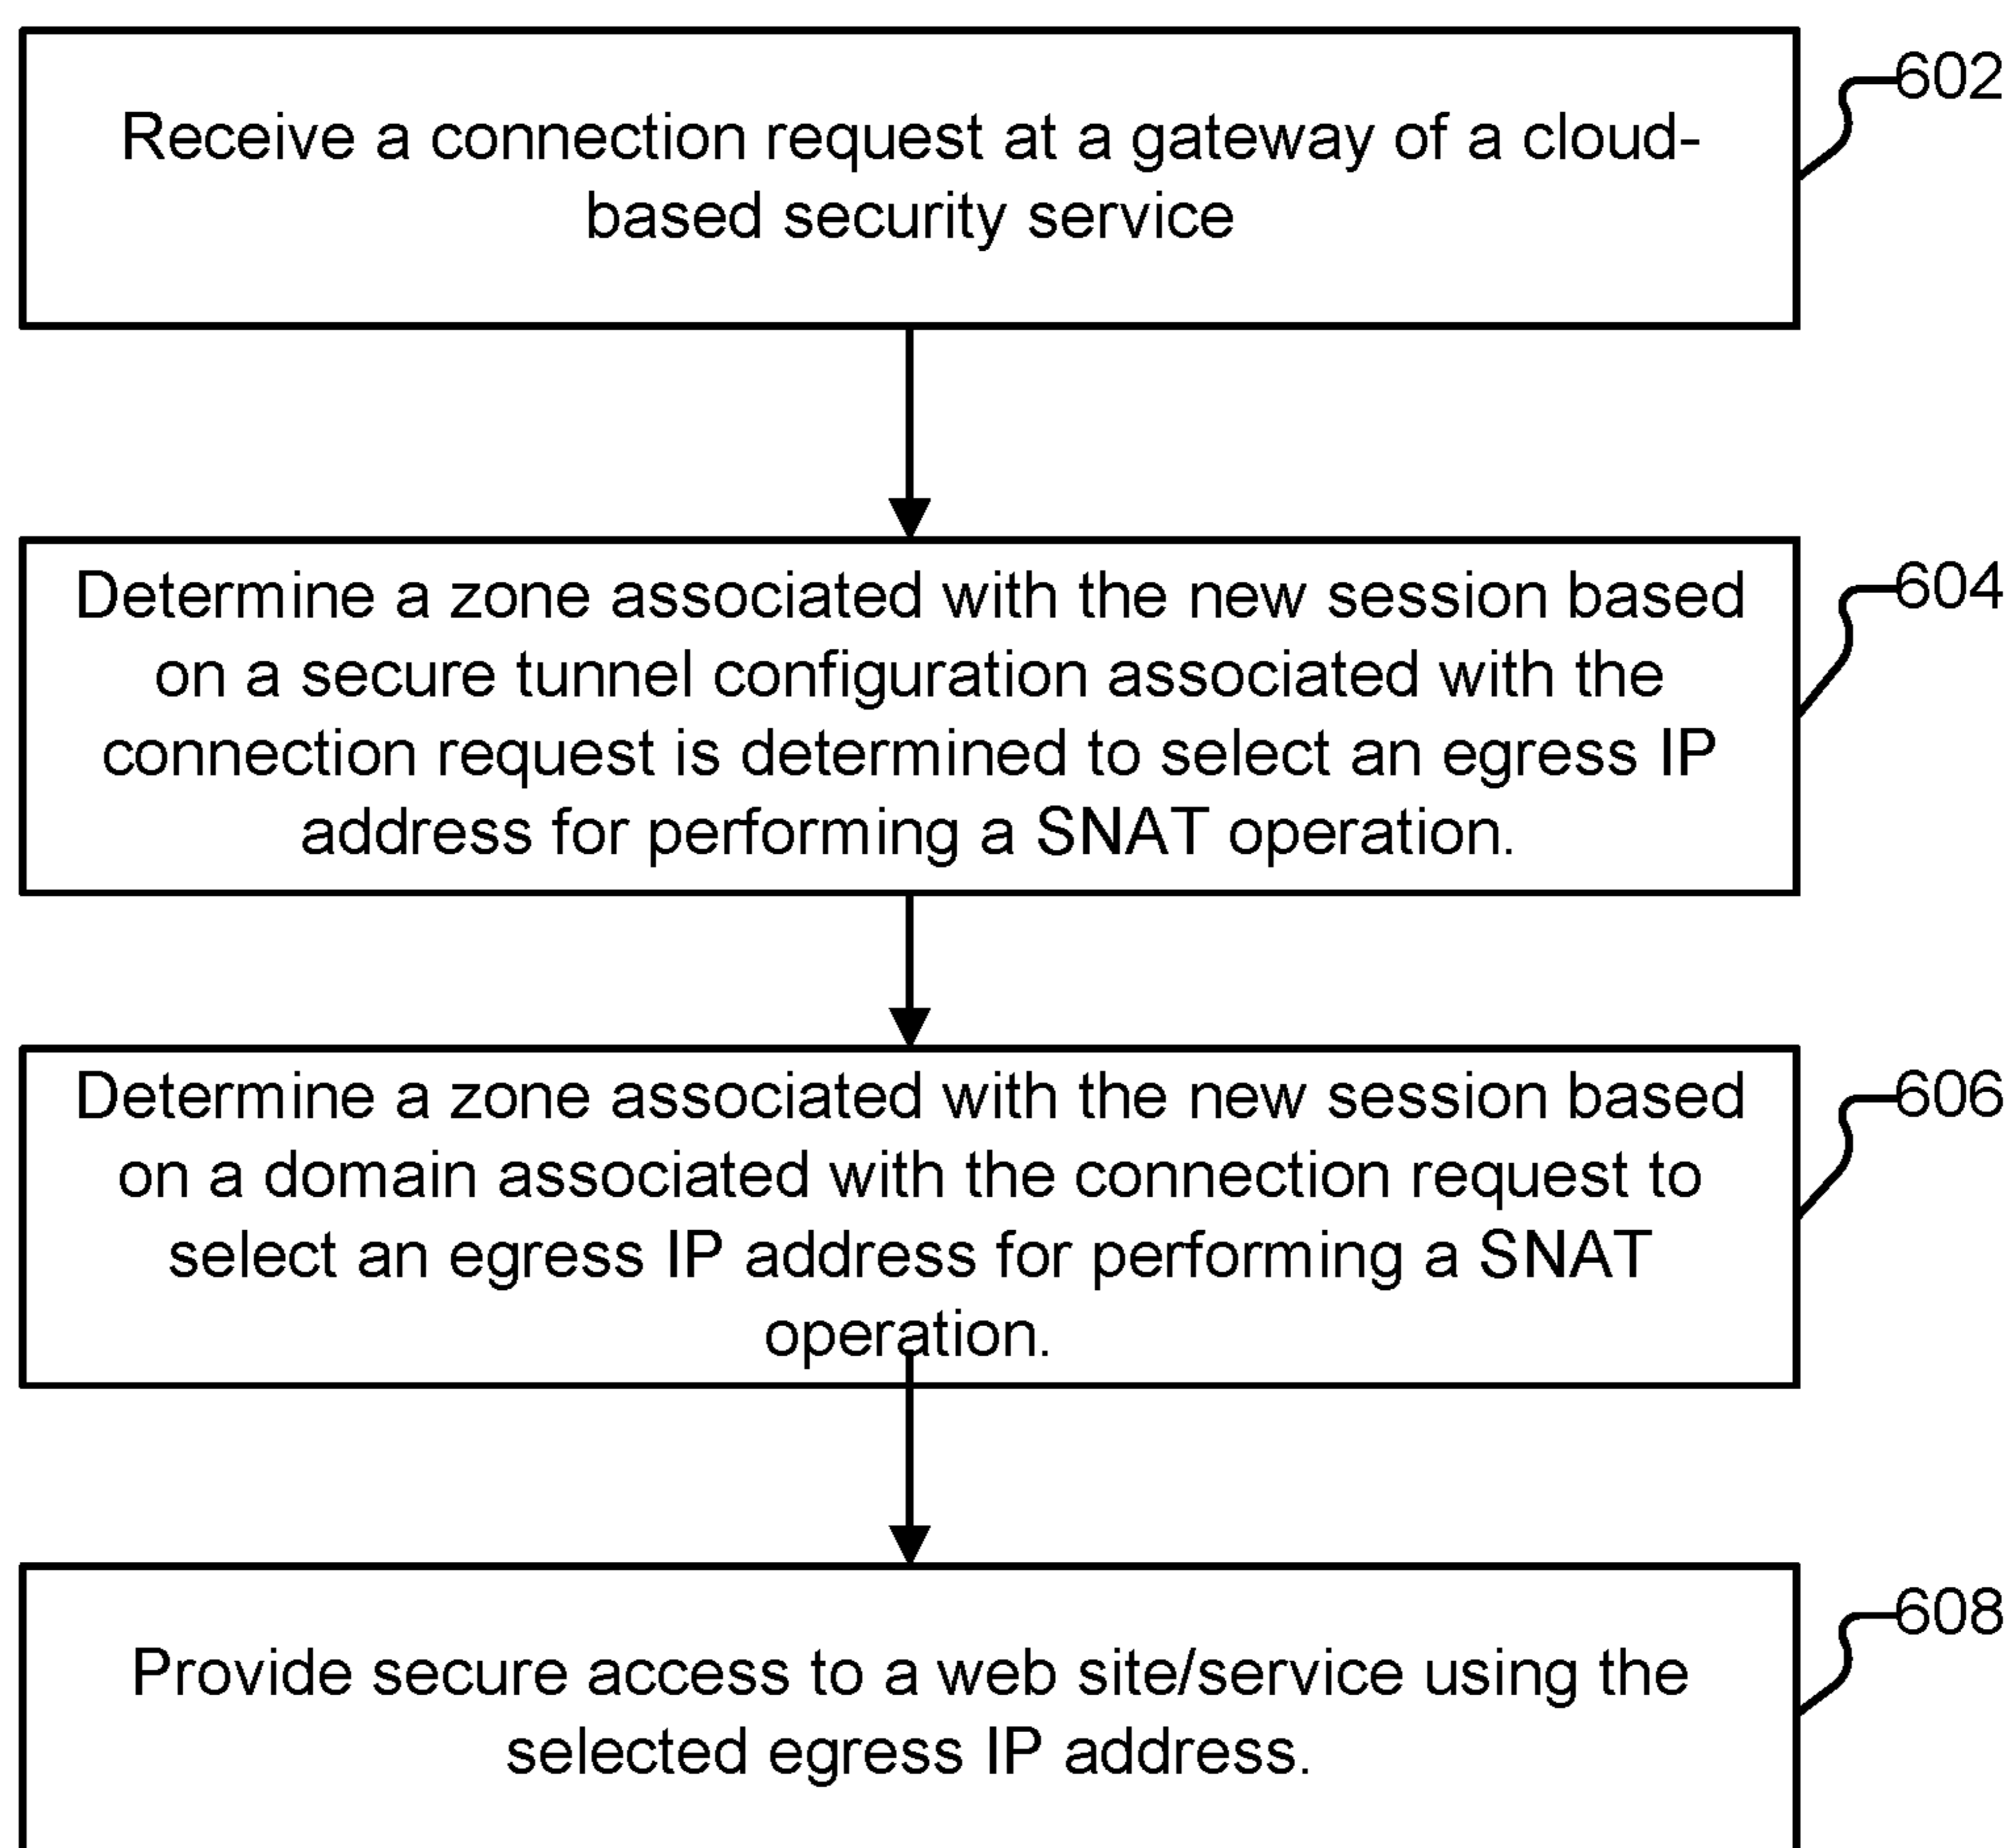 602
Receive a connection request at a gateway of a cloud-
based security service
604
Determine a zone associated with the new session based
on a secure tunnel configuration associated with the
connection request is determined to select an egress IP
address for performing a SNAT operation.
606
Determine a zone associated with the new session based
on a domain associated with the connection request to
select an egress IP address for performing a SNAT
operation.
608
Provide secure access to a web site/service using the
selected egress IP address.